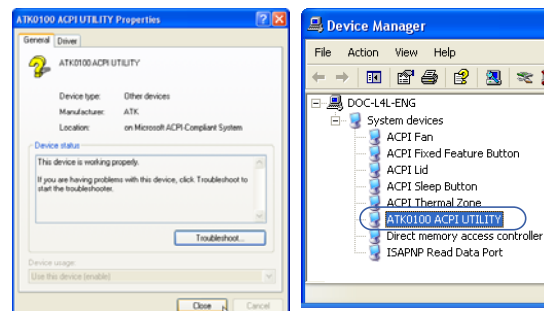 ATK0100 ACPI UTILITY Properties
General
Driver
ATK0100 ACPI UTILITY
Device type: Other devices
Manufacturer: ATK
Location: on Microsoft ACPI-Compliant System
Device status
This device is working properly.
If you are having problems with this device, click Troubleshoot to
start the troubleshooter.
Troubleshoot...
Device usage:
Use this device (enable)
Close
Cancel
Device Manager
File Action View Help
DOC-L4L-ENG
System devices
ACPI Fan
ACPI Fixed Feature Button
ACPI Lid
ACPI Sleep Button
ACPI Thermal Zone
ATK0100 ACPI UTILITY
Direct memory access controller
ISAPNP Read Data Port